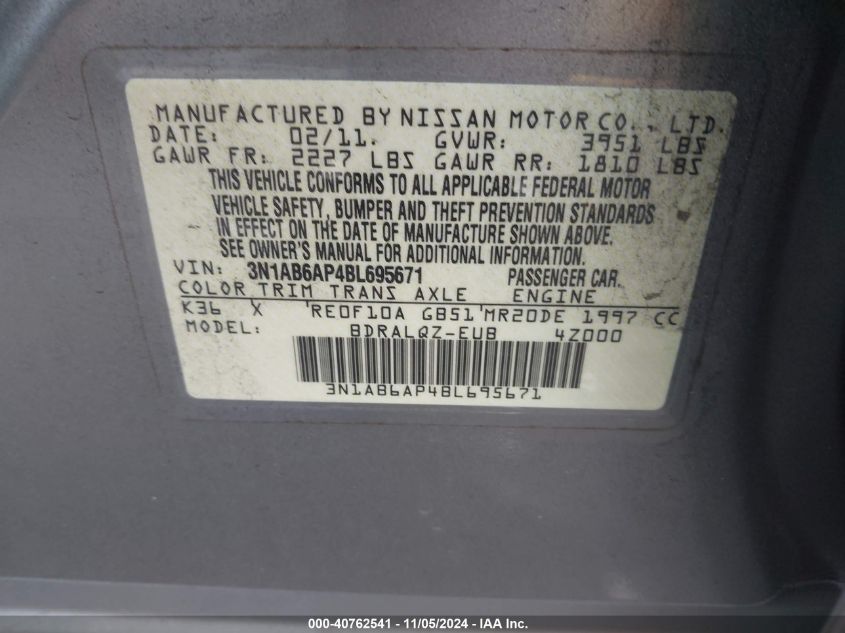 MANUFACTURED BY NISSAN MOTOR CO., LTD.
DATE: 02/11. GVWR: 3951 LBS
GAWR FR: 2227 LBS GAWR RR: 1810 LBS
THIS VEHICLE CONFORMS TO ALL APPLICABLE FEDERAL MOTOR
VEHICLE SAFETY, BUMPER AND THEFT PREVENTION STANDARDS
IN EFFECT ON THE DATE OF MANUFACTURE SHOWN ABOVE.
SEE OWNER'S MANUAL FOR ADDITIONAL INFORMATION.
VIN: 3N1AB6AP4BL695671 PASSENGER CAR.
COLOR TRIM TRANS AXLE ENGINE
K36 X RE0F10A GB51 MR20DE 1997 CC
MODEL: BDRALQZ-EUB 4Z000
3N1AB6AP4BL695671
000-40762541 - 11/05/2024 - IAA Inc.